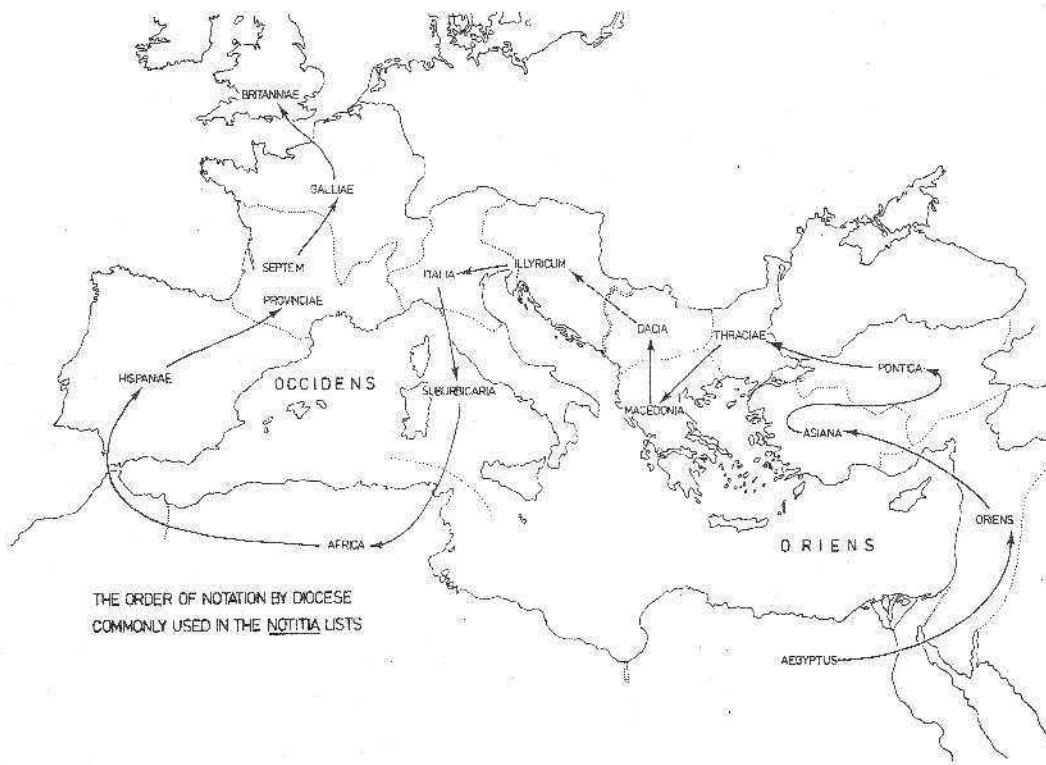 BRITANNIAE
GALLIAE
SEPTEM
PROVINCIAE
HISPANIAE
OCCIDENS
ITALIA
ILLYRICUM
SUBURBICARIA
DACIA
THRACIAE
MACEDONIA
PONTICA
ASIANA
ORIENS
ORIENS
AFRICA
AEGYPTUS
THE ORDER OF NOTATION BY DIOCESE
COMMONLY USED IN THE NOTITIA LISTS